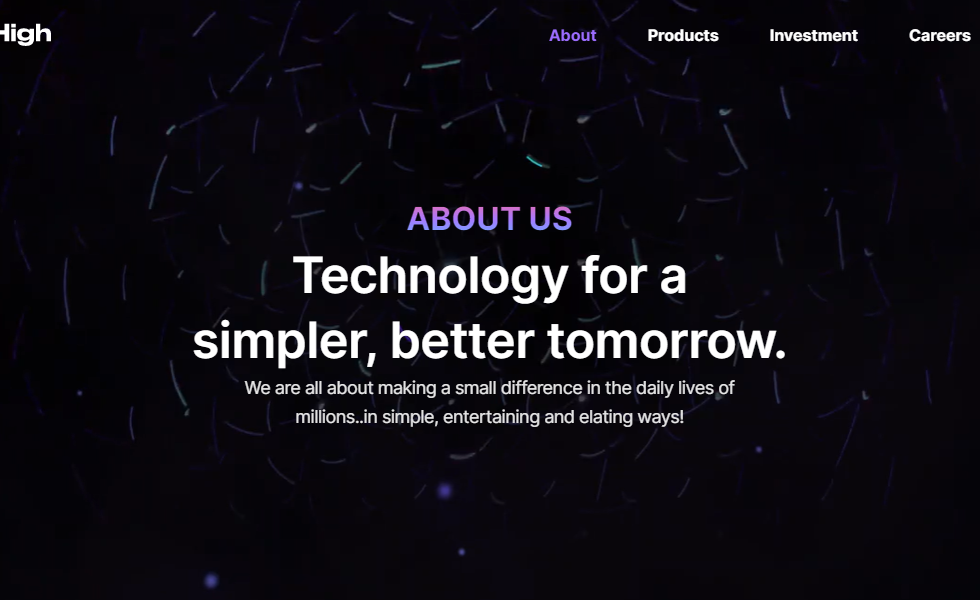 High
About
Products
Investment
Careers
ABOUT US
Technology for a
simpler, better tomorrow.
We are all about making a small difference in the daily lives of
millions..in simple, entertaining and elating ways!